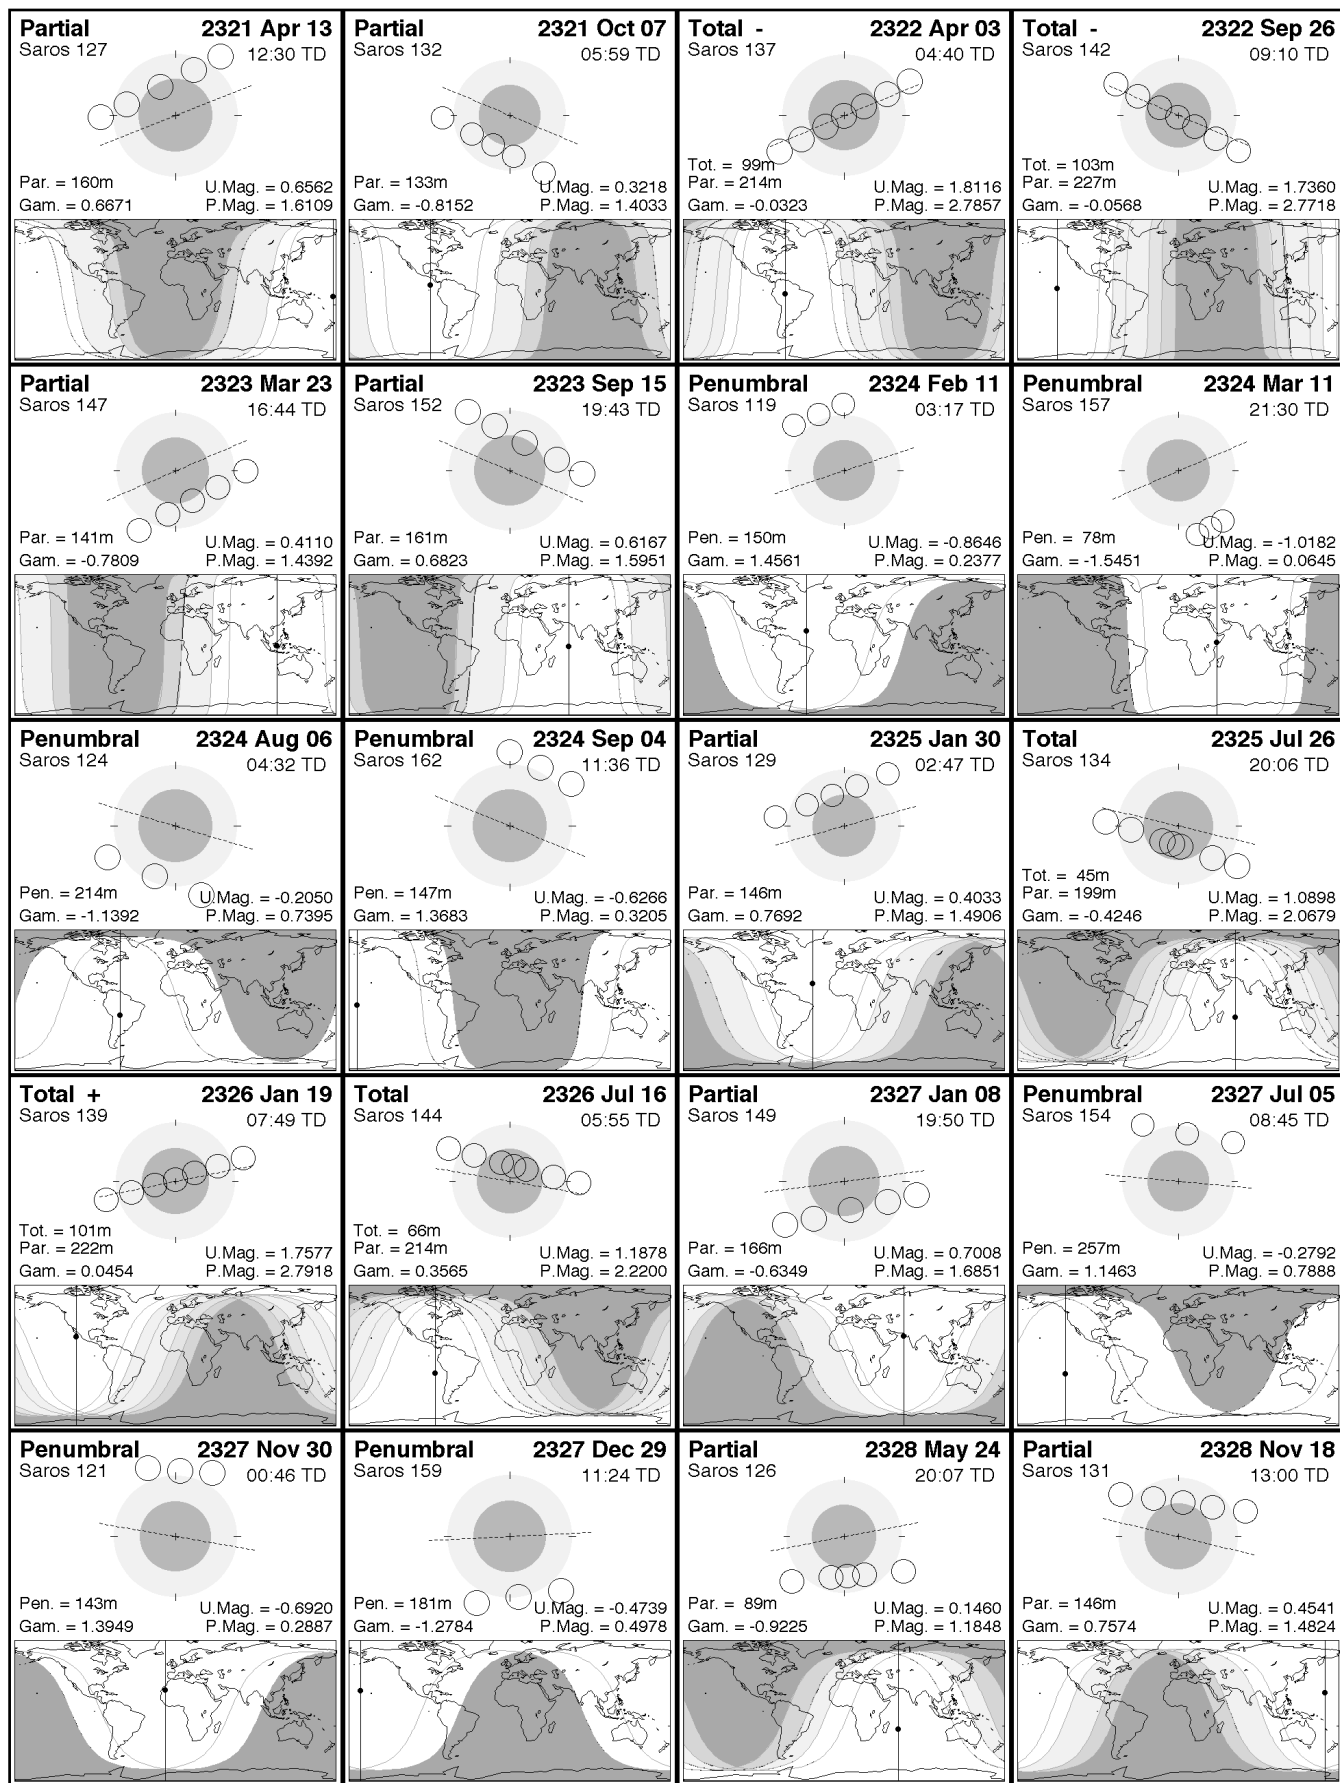 Partial 2321 Apr 13
Saros 127 12:30 TD
Par. = 160m U.Mag. = 0.6562
Gam. = 0.6671 P.Mag. = 1.6109
Partial 2321 Oct 07
Saros 132 05:59 TD
Par. = 133m U.Mag. = 0.3218
Gam. = -0.8152 P.Mag. = 1.4033
Total - 2322 Apr 03
Saros 137 04:40 TD
Tot. = 99m
Par. = 214m U.Mag. = 1.8116
Gam. = -0.0323 P.Mag. = 2.7857
Total - 2322 Sep 26
Saros 142 09:10 TD
Tot. = 103m
Par. = 227m U.Mag. = 1.7360
Gam. = -0.0568 P.Mag. = 2.7718
Partial 2323 Mar 23
Saros 147 16:44 TD
Par. = 141m U.Mag. = 0.4110
Gam. = -0.7809 P.Mag. = 1.4392
Partial 2323 Sep 15
Saros 152 19:43 TD
Par. = 161m U.Mag. = 0.6167
Gam. = 0.6823 P.Mag. = 1.5951
Penumbral 2324 Feb 11
Saros 119 03:17 TD
Pen. = 150m U.Mag. = -0.8646
Gam. = 1.4561 P.Mag. = 0.2377
Penumbral 2324 Mar 11
Saros 157 21:30 TD
Pen. = 78m U.Mag. = -1.0182
Gam. = -1.5451 P.Mag. = 0.0645
Penumbral 2324 Aug 06
Saros 124 04:32 TD
Pen. = 214m U.Mag. = -0.2050
Gam. = -1.1392 P.Mag. = 0.7395
Penumbral 2324 Sep 04
Saros 162 11:36 TD
Pen. = 147m U.Mag. = -0.6266
Gam. = 1.3683 P.Mag. = 0.3205
Partial 2325 Jan 30
Saros 129 02:47 TD
Par. = 146m U.Mag. = 0.4033
Gam. = 0.7692 P.Mag. = 1.4906
Total 2325 Jul 26
Saros 134 20:06 TD
Tot. = 45m
Par. = 199m U.Mag. = 1.0898
Gam. = -0.4246 P.Mag. = 2.0679
Total + 2326 Jan 19
Saros 139 07:49 TD
Tot. = 101m
Par. = 222m U.Mag. = 1.7577
Gam. = 0.0454 P.Mag. = 2.7918
Total 2326 Jul 16
Saros 144 05:55 TD
Tot. = 66m
Par. = 214m U.Mag. = 1.1878
Gam. = 0.3565 P.Mag. = 2.2200
Partial 2327 Jan 08
Saros 149 19:50 TD
Par. = 166m U.Mag. = 0.7008
Gam. = -0.6349 P.Mag. = 1.6851
Penumbral 2327 Jul 05
Saros 154 08:45 TD
Pen. = 257m U.Mag. = -0.2792
Gam. = 1.1463 P.Mag. = 0.7888
Penumbral 2327 Nov 30
Saros 121 00:46 TD
Pen. = 143m U.Mag. = -0.6920
Gam. = 1.3949 P.Mag. = 0.2887
Penumbral 2327 Dec 29
Saros 159 11:24 TD
Pen. = 181m U.Mag. = -0.4739
Gam. = -1.2784 P.Mag. = 0.4978
Partial 2328 May 24
Saros 126 20:07 TD
Par. = 89m U.Mag. = 0.1460
Gam. = -0.9225 P.Mag. = 1.1848
Partial 2328 Nov 18
Saros 131 13:00 TD
Par. = 146m U.Mag. = 0.4541
Gam. = 0.7574 P.Mag. = 1.4824